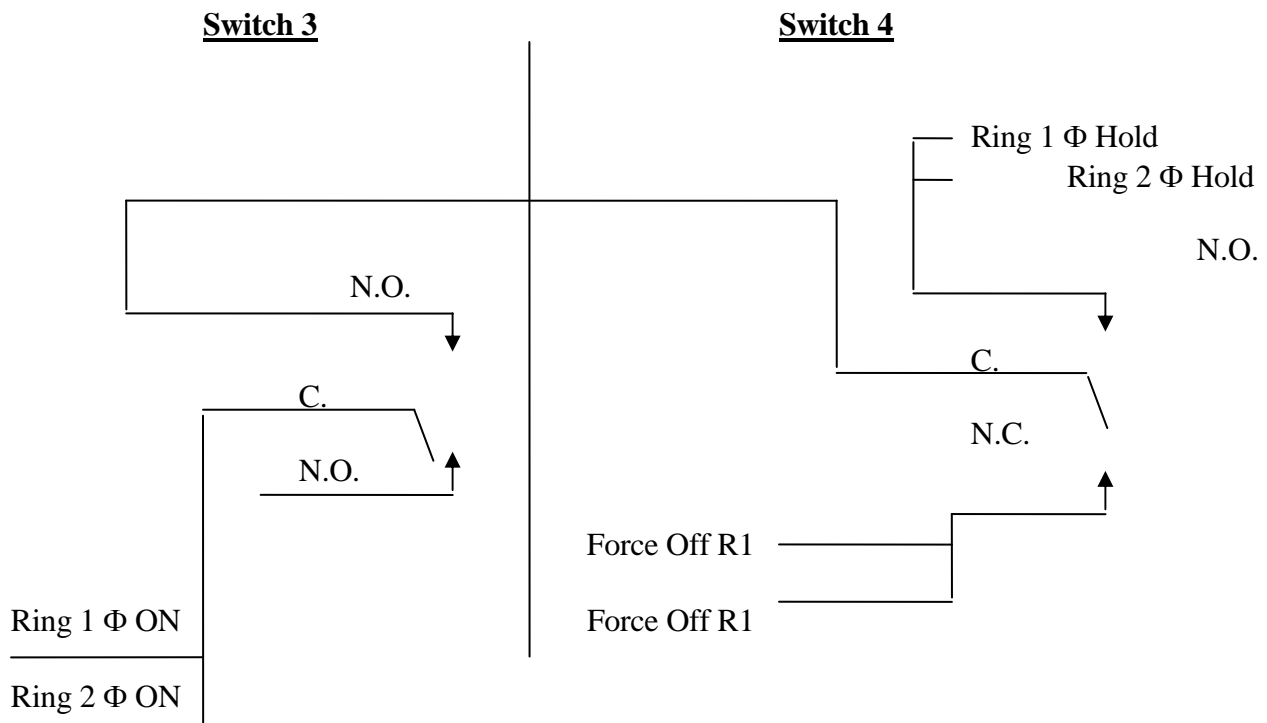 Switch 3
Switch 4
Ring 1 Φ Hold
Ring 2 Φ Hold
N.O.
N.O.
C.
C.
N.C.
N.O.
Force Off R1
Ring 1 Φ ON
Force Off R1
Ring 2 Φ ON